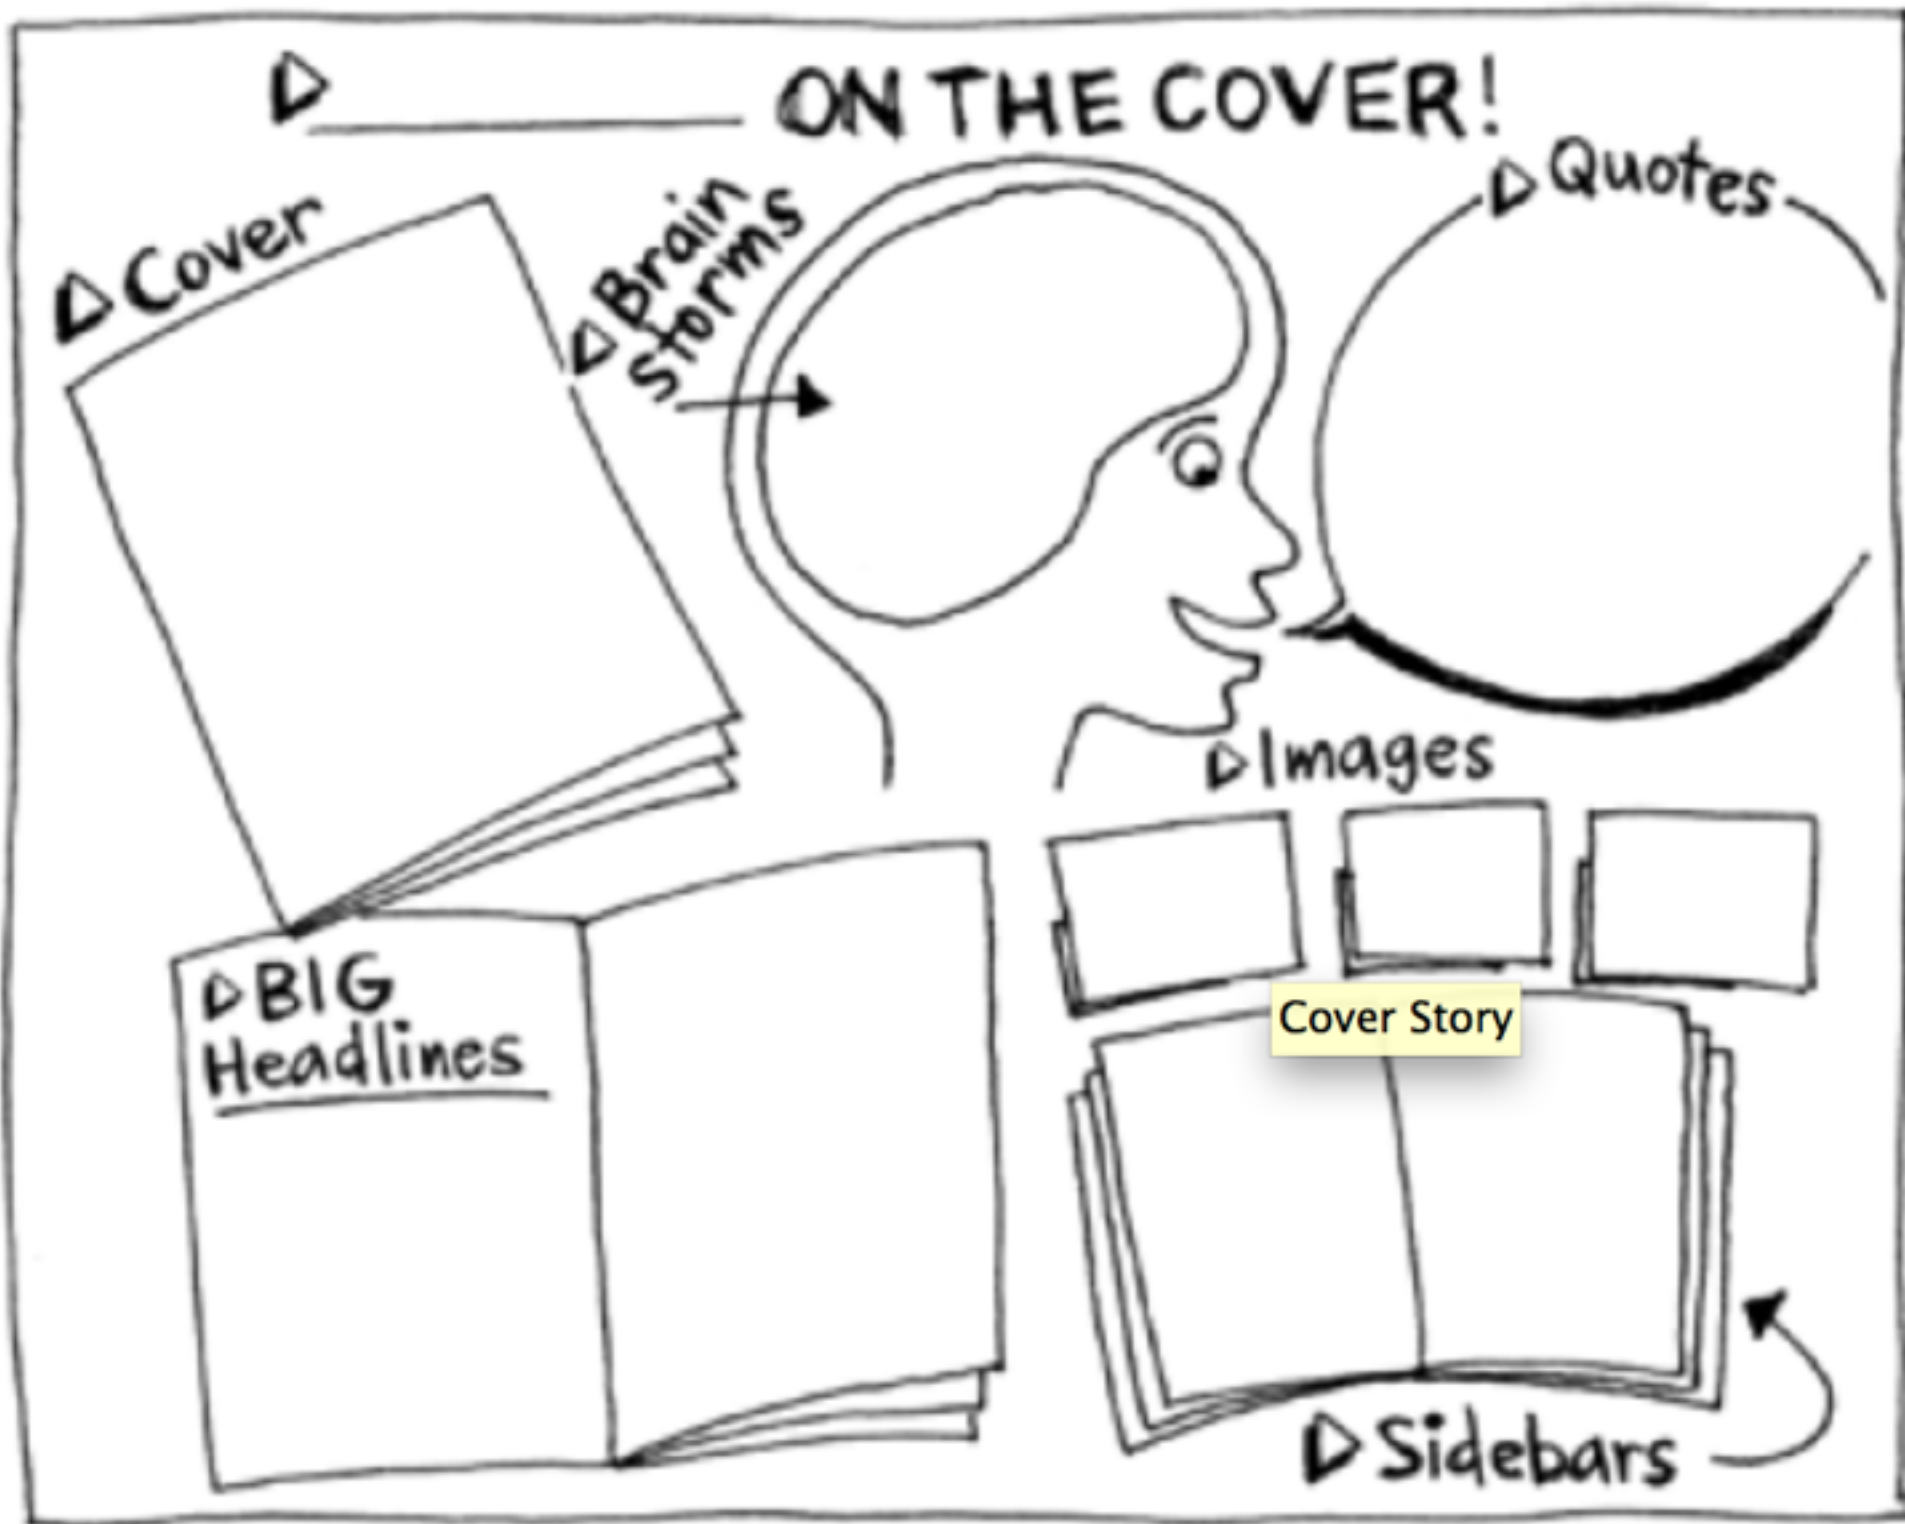 ON THE COVER!
Cover
Brain
storms
Quotes
Images
BIG
Headlines
Cover Story
Sidebars